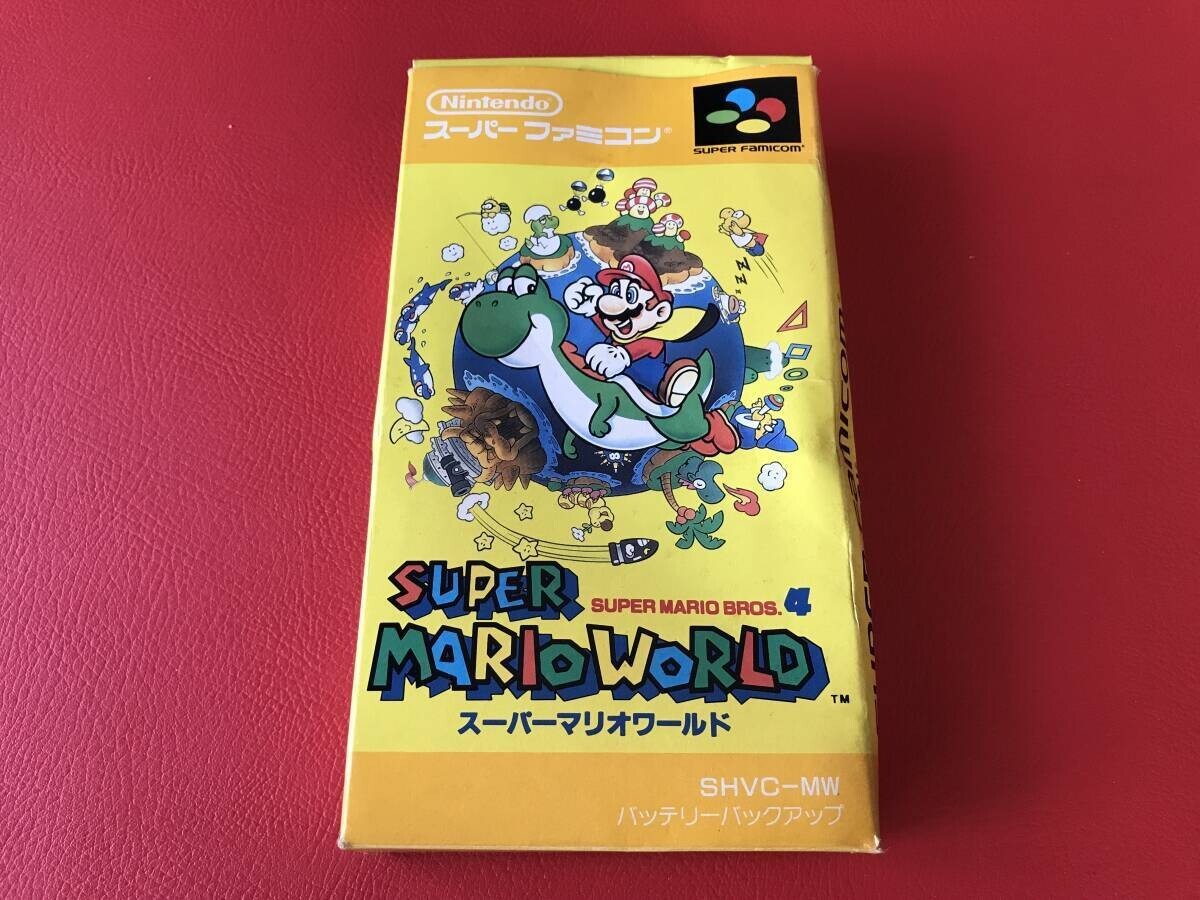 Nintendo
スーパーファミコン®
SUPER FAMICOM®
ZZ
SUPER
SUPER MARIO BROS. 4
MARIO WORLD™
スーパーマリオワールド
SHVC-MW
バッテリーバックアップ